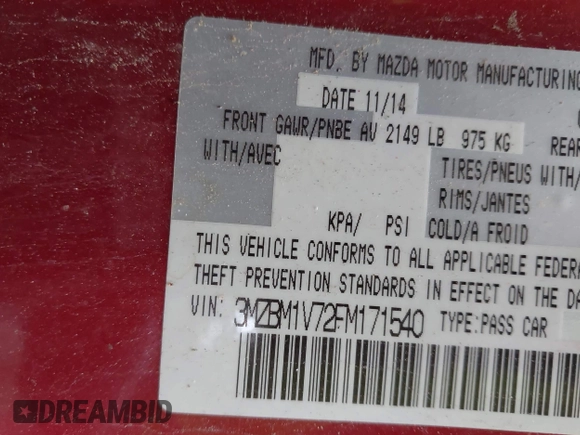 MFD. BY MAZDA MOTOR MANUFACTURING
DATE 11/14
FRONT GAWR/PNBE AV 2149 LB 975 KG REAR
WITH/AVEC
TIRES/PNEUS WITH/
RIMS/JANTES
KPA/ PSI COLD/A FROID
THIS VEHICLE CONFORMS TO ALL APPLICABLE FEDERA
THEFT PREVENTION STANDARDS IN EFFECT ON THE DA
VIN: 3MZBM1V72FM171540 TYPE:PASS CAR
DREAMBID